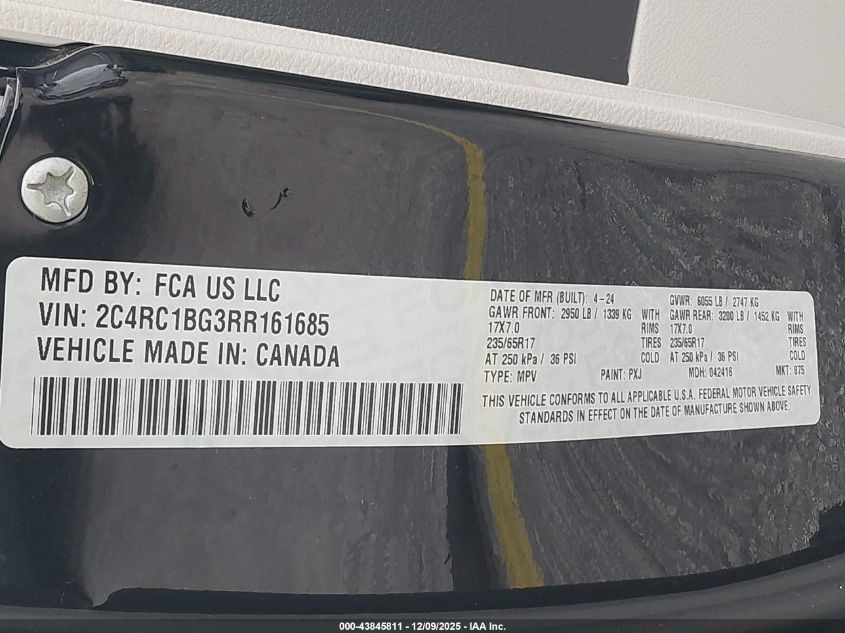 MFD BY: FCA US LLC
VIN: 2C4RC1BG3RR161685
VEHICLE MADE IN: CANADA
DATE OF MFR (BUILT): 4-24 GVWR: 6055 LB / 2747 KG
GAWR FRONT: 2950 LB / 1339 KG WITH GAWR REAR: 3200 LB / 1452 KG WITH
17X7.0 RIMS 17X7.0 RIMS
235/65R17 TIRES 235/65R17 TIRES
AT 250 kPa / 36 PSI COLD AT 250 kPa / 36 PSI COLD
TYPE: MPV PAINT: PXJ MDH: 042416 MKT: 875
THIS VEHICLE CONFORMS TO ALL APPLICABLE U.S.A. FEDERAL MOTOR VEHICLE SAFETY
STANDARDS IN EFFECT ON THE DATE OF MANUFACTURE SHOWN ABOVE.
000-43845811 - 12/09/2025 - IAA Inc.